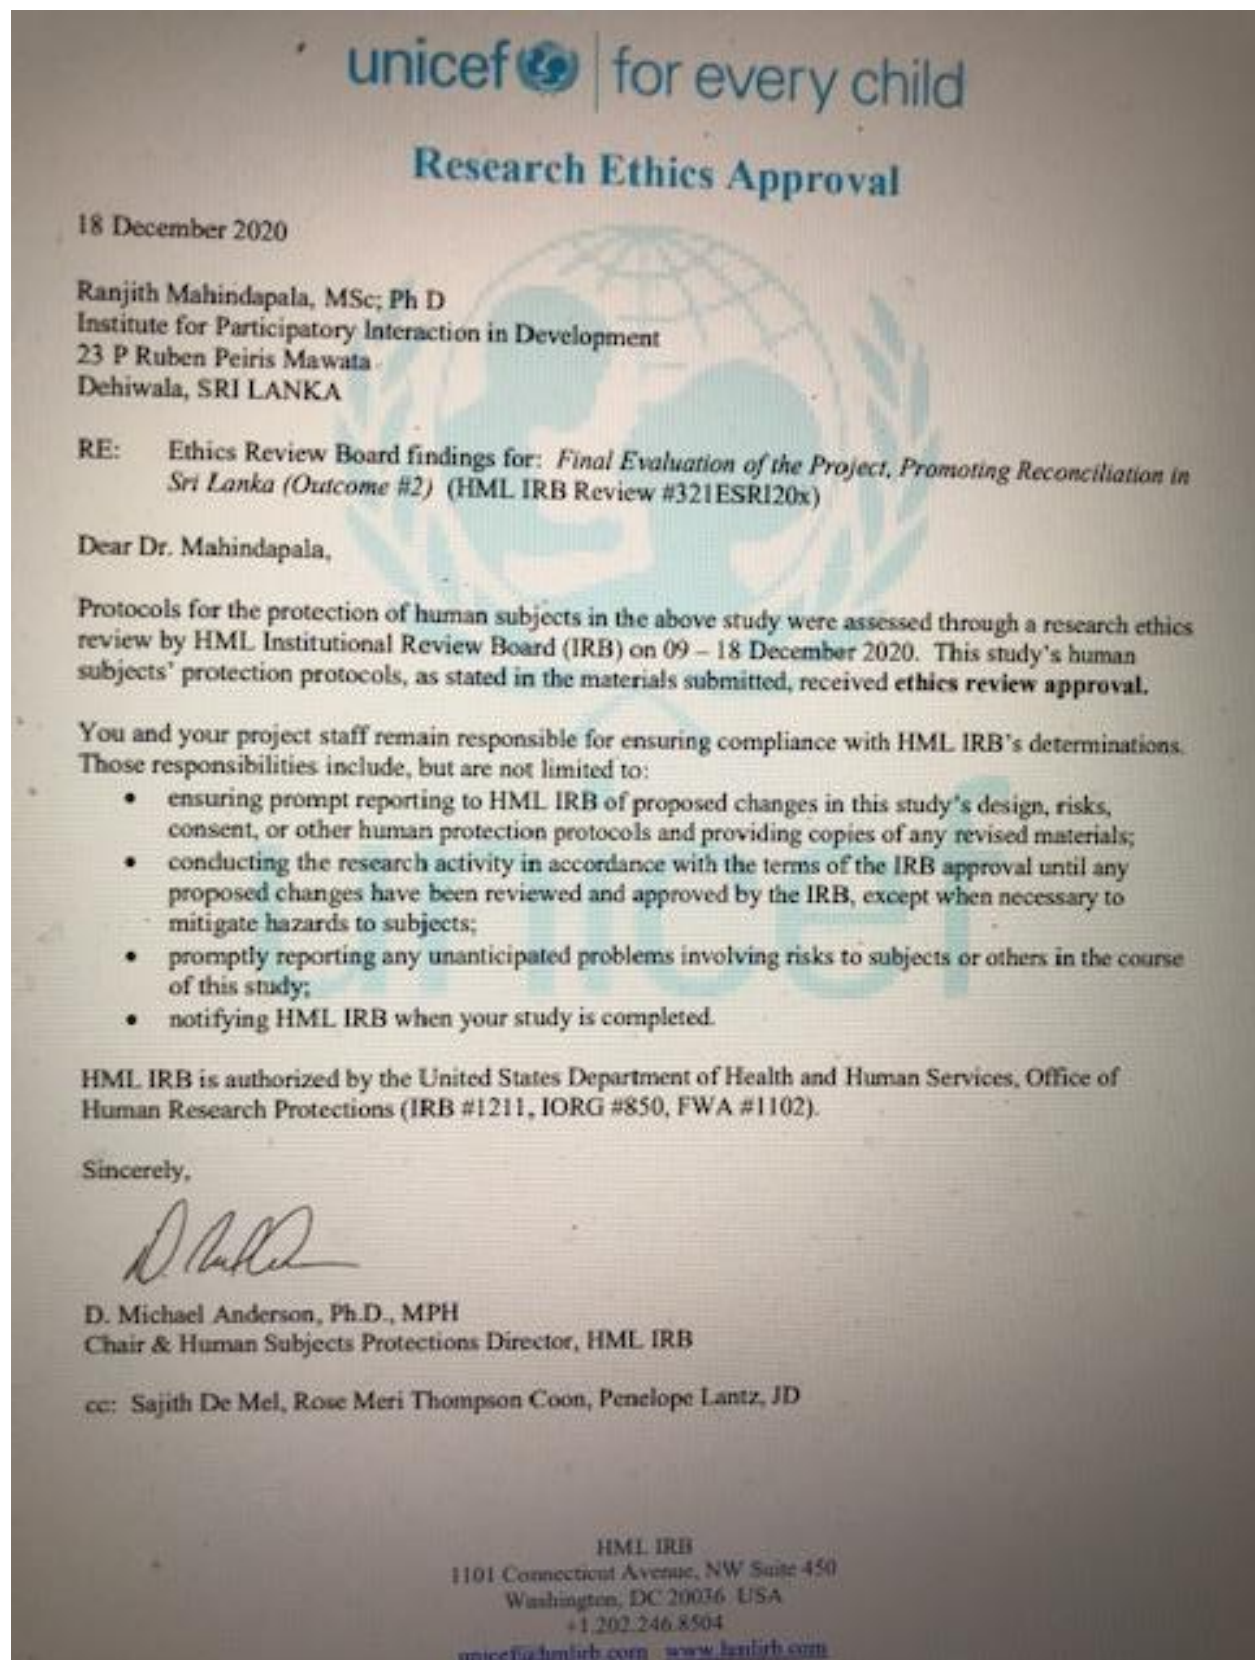 unicef for every child
Research Ethics Approval
18 December 2020
Ranjith Mahindapala, MSc; Ph D
Institute for Participatory Interaction in Development
23 P Ruben Peiris Mawata
Dehiwala, SRI LANKA
RE: Ethics Review Board findings for: Final Evaluation of the Project, Promoting Reconciliation in
Sri Lanka (Outcome #2) (HML IRB Review #321ESRI20x)
Dear Dr. Mahindapala,
Protocols for the protection of human subjects in the above study were assessed through a research ethics
review by HML Institutional Review Board (IRB) on 09 – 18 December 2020. This study's human
subjects' protection protocols, as stated in the materials submitted, received ethics review approval.
You and your project staff remain responsible for ensuring compliance with HML IRB's determinations.
Those responsibilities include, but are not limited to:
• ensuring prompt reporting to HML IRB of proposed changes in this study's design, risks,
consent, or other human protection protocols and providing copies of any revised materials;
• conducting the research activity in accordance with the terms of the IRB approval until any
proposed changes have been reviewed and approved by the IRB, except when necessary to
mitigate hazards to subjects;
• promptly reporting any unanticipated problems involving risks to subjects or others in the course
of this study;
• notifying HML IRB when your study is completed.
unicef
HML IRB is authorized by the United States Department of Health and Human Services, Office of
Human Research Protections (IRB #1211, IORG #850, FWA #1102).
Sincerely,
D. Michael Anderson, Ph.D., MPH
Chair & Human Subjects Protections Director, HML IRB
cc: Sajith De Mel, Rose Meri Thompson Coon, Penelope Lantz, JD
HML IRB
1101 Connecticut Avenue, NW Suite 450
Washington, DC 20036 USA
+1.202.246.8504
unicef@hmlirb.com www.hmlirb.com